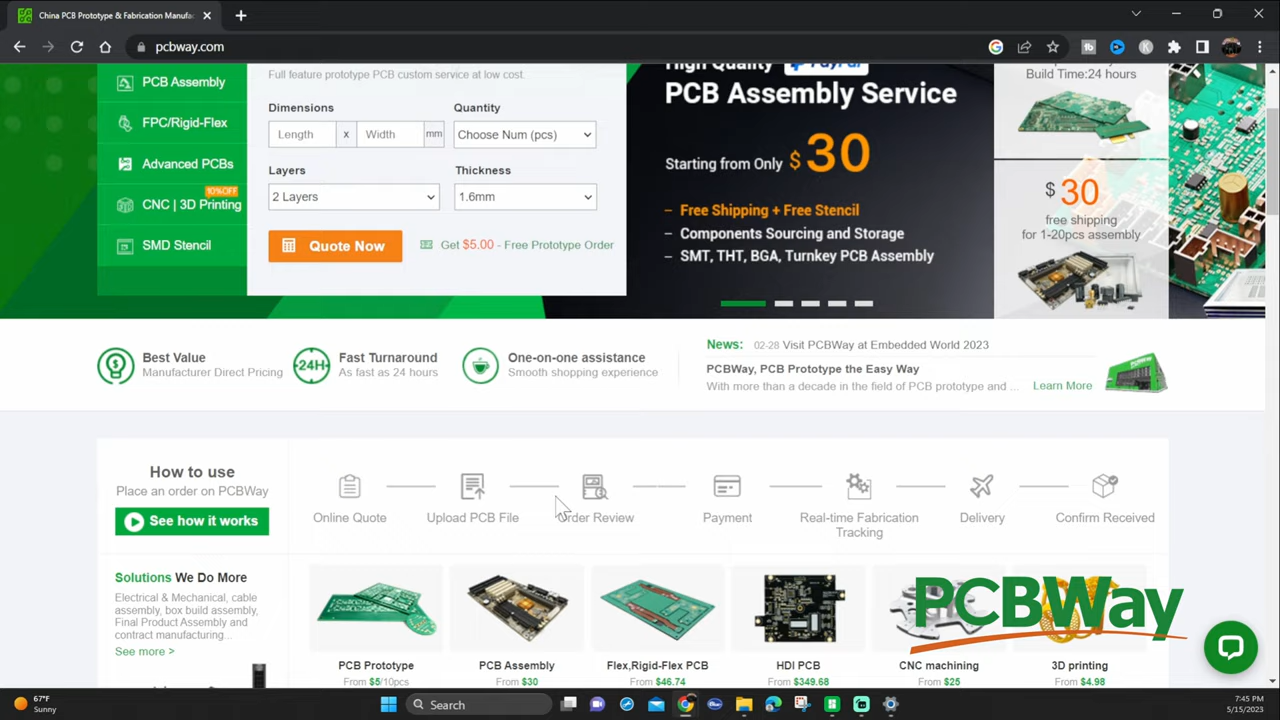 China PCB Prototype & Fabrication Manufa
pcbway.com
PCB Assembly
FPC/Rigid-Flex
Advanced PCBs
10%OFF
CNC | 3D Printing
SMD Stencil
Full feature prototype PCB custom service at low cost.
Dimensions
Quantity
Length x Width mm
Choose Num (pcs)
Layers
Thickness
2 Layers
1.6mm
Quote Now
Get $5.00 - Free Prototype Order
High Quality PayPal
PCB Assembly Service
Starting from Only $30
– Free Shipping + Free Stencil
– Components Sourcing and Storage
– SMT, THT, BGA, Turnkey PCB Assembly
Build Time:24 hours
$30
free shipping
for 1-20pcs assembly
Best Value
Manufacturer Direct Pricing
24H
Fast Turnaround
As fast as 24 hours
One-on-one assistance
Smooth shopping experience
News: 02-28 Visit PCBWay at Embedded World 2023
PCBWay, PCB Prototype the Easy Way
With more than a decade in the field of PCB prototype and ...
Learn More
How to use
Place an order on PCBWay
See how it works
Online Quote
Upload PCB File
Order Review
Payment
Real-time Fabrication
Tracking
Delivery
Confirm Received
Solutions We Do More
Electrical & Mechanical, cable
assembly, box build assembly,
Final Product Assembly and
contract manufacturing...
See more >
PCB Prototype
From $5/10pcs
PCB Assembly
From $30
Flex,Rigid-Flex PCB
From $46.74
HDI PCB
From $349.68
CNC machining
From $25
3D printing
From $4.98
PCBWay
67°F
Sunny
Search
7:45 PM
5/15/2023